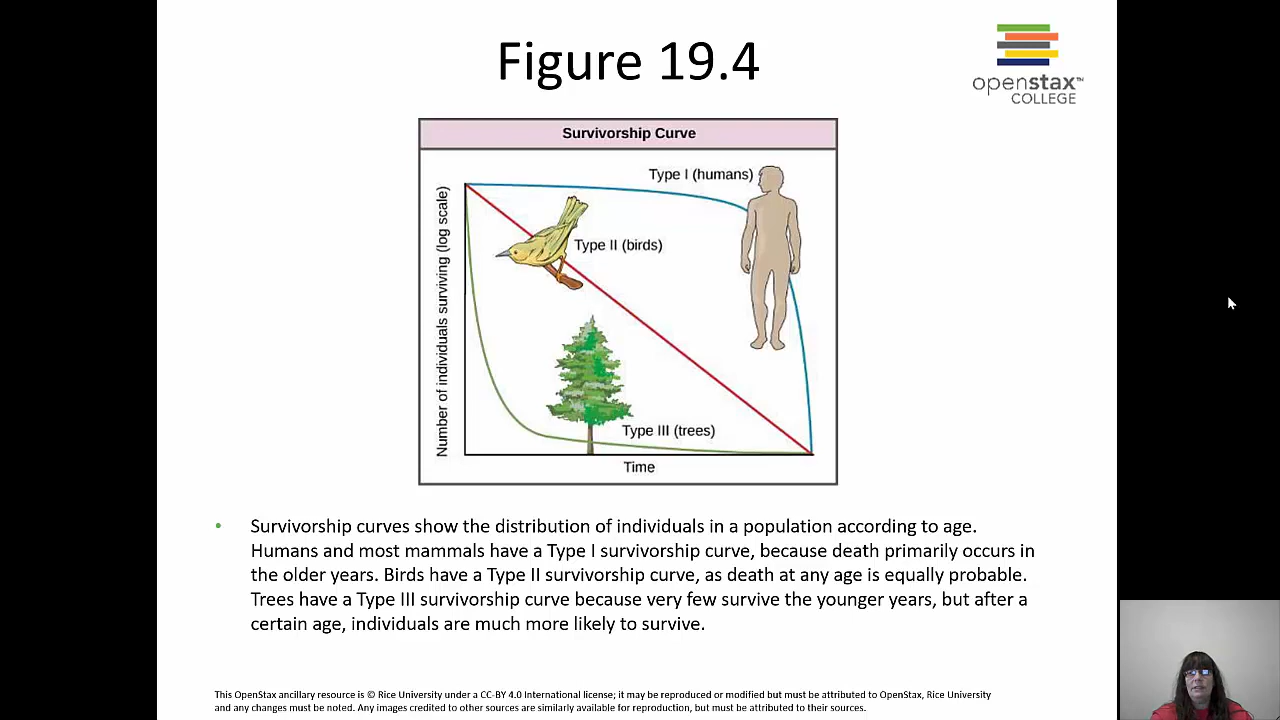 Figure 19.4
openstax™
COLLEGE
Survivorship Curve
Type I (humans)
Type II (birds)
Number of individuals surviving (log scale)
Type III (trees)
Time
• Survivorship curves show the distribution of individuals in a population according to age.
Humans and most mammals have a Type I survivorship curve, because death primarily occurs in
the older years. Birds have a Type II survivorship curve, as death at any age is equally probable.
Trees have a Type III survivorship curve because very few survive the younger years, but after a
certain age, individuals are much more likely to survive.
This OpenStax ancillary resource is © Rice University under a CC-BY 4.0 International license; it may be reproduced or modified but must be attributed to OpenStax, Rice University
and any changes must be noted. Any images credited to other sources are similarly available for reproduction, but must be attributed to their sources.